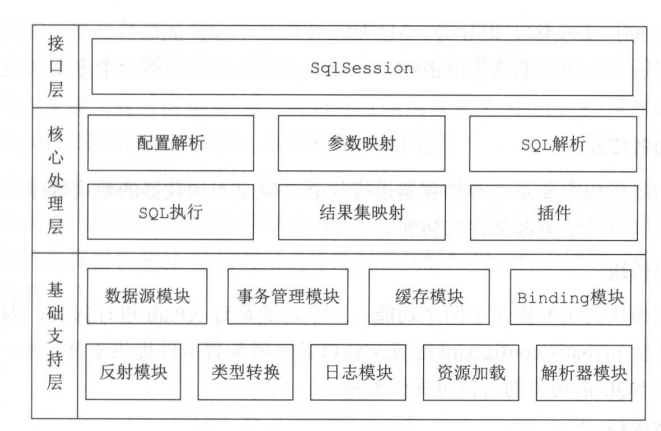 接口层
SqlSession
核心处理层
配置解析
参数映射
SQL解析
SQL执行
结果集映射
插件
基础支持层
数据源模块
事务管理模块
缓存模块
Binding模块
反射模块
类型转换
日志模块
资源加载
解析器模块